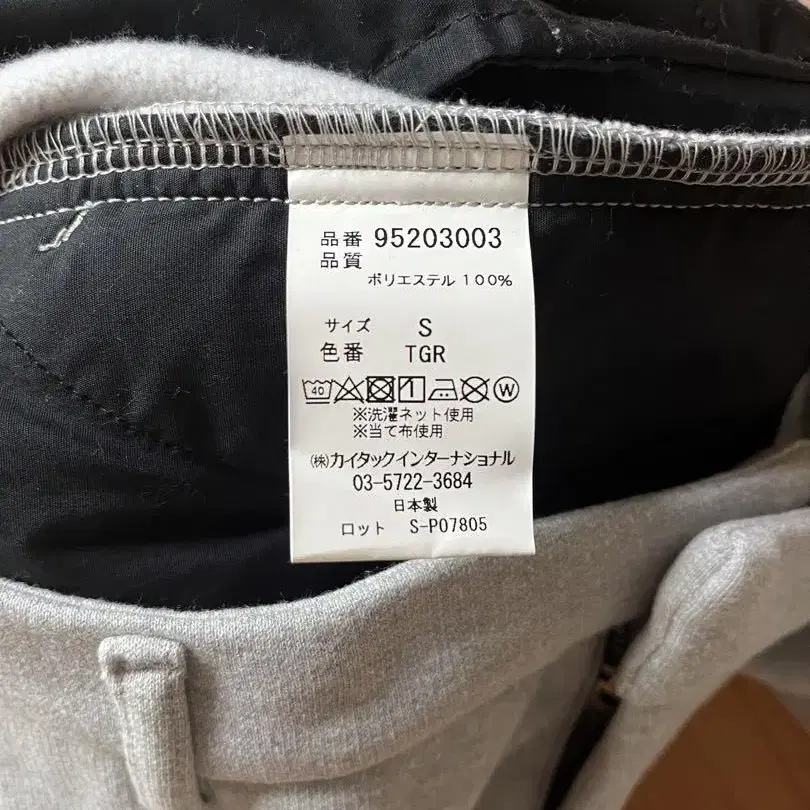 品番 95203003
品質
ポリエステル 100%
サイズ S
色番 TGR
40 W
※洗濯ネット使用
※当て布使用
㈱カイタックインターナショナル
03-5722-3684
日本製
ロット S-P07805